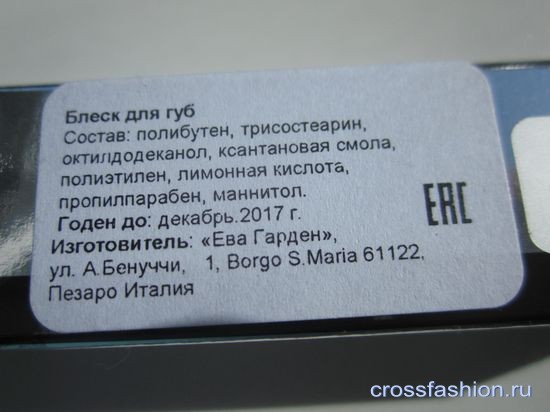 Блеск для губ
Состав: полибутен, трисостеарин,
октилдодеканол, ксантановая смола,
полиэтилен, лимонная кислота,
пропилпарабен, маннитол.
Годен до: декабрь.2017 г.
Изготовитель: «Ева Гарден»,
ул. А.Бенуччи, 1, Borgo S.Maria 61122,
Пезаро Италия
EAC
crossfashion.ru